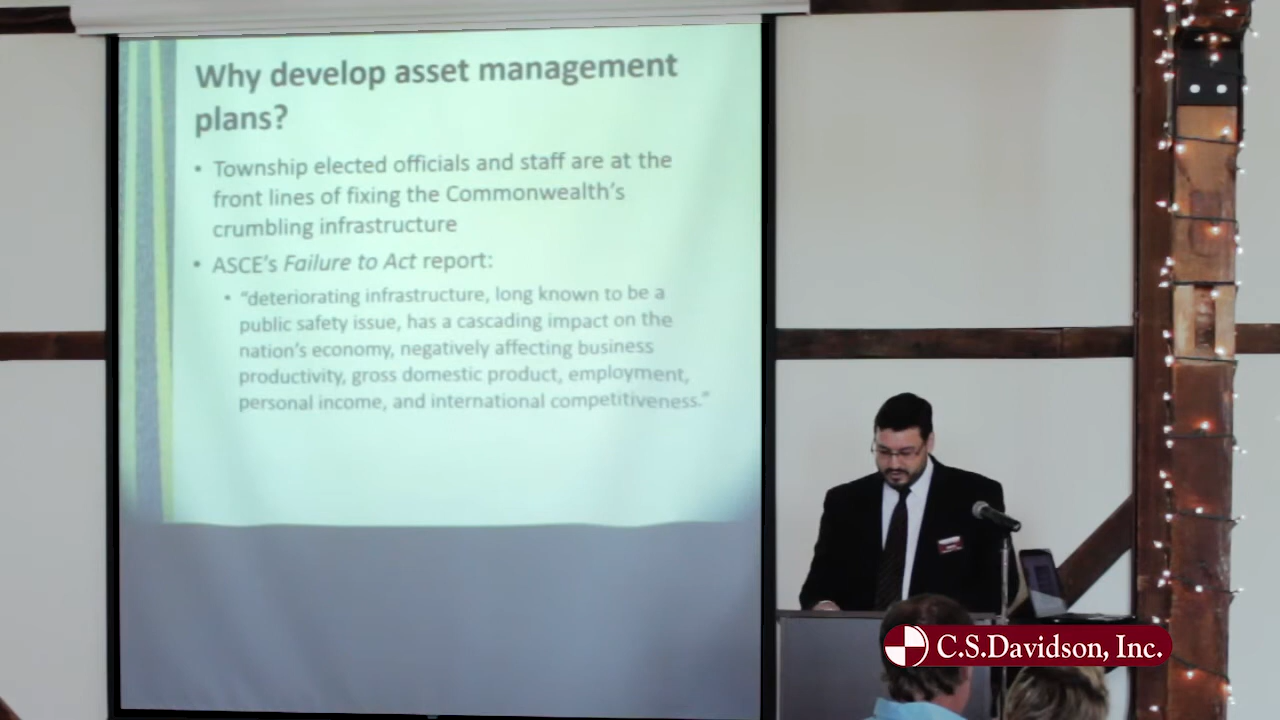 Why develop asset management
plans?
• Township elected officials and staff are at the
front lines of fixing the Commonwealth's
crumbling infrastructure
• ASCE's Failure to Act report:
• "deteriorating infrastructure, long known to be a
public safety issue, has a cascading impact on the
nation's economy, negatively affecting business
productivity, gross domestic product, employment,
personal income, and international competitiveness."
C.S.Davidson, Inc.